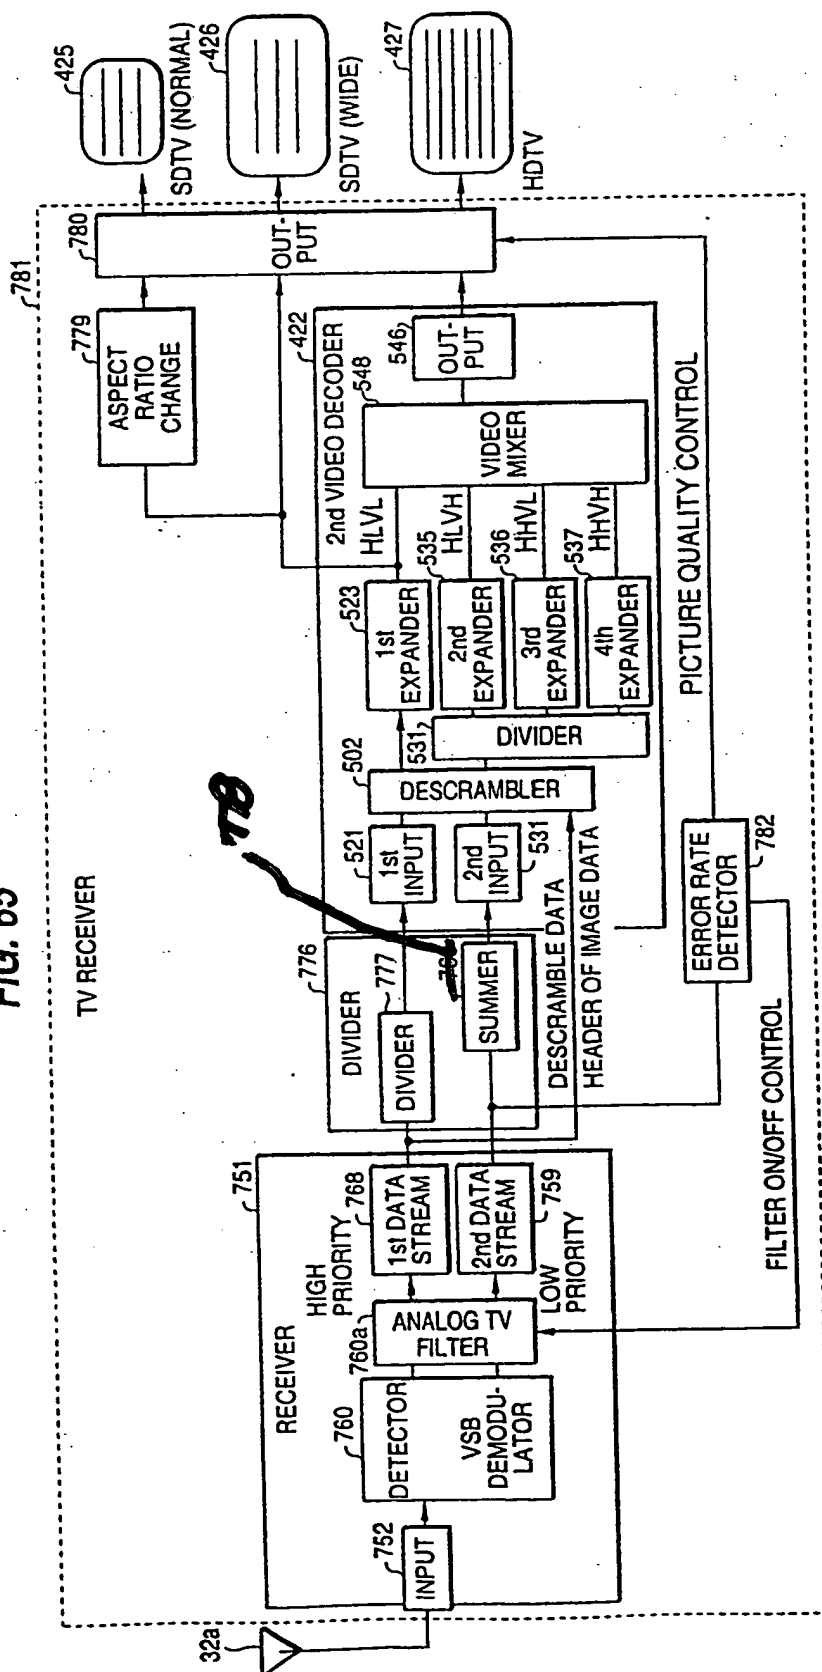 FIG. 65
TV RECEIVER
781
32a
RECEIVER
751
752
INPUT
760
DETECTOR
VSB
DEMODU-
LATOR
760a
ANALOG TV
FILTER
HIGH
PRIORITY
768
1st DATA
STREAM
2nd DATA
STREAM
759
LOW
PRIORITY
776
DIVIDER
777
DIVIDER
SUMMER
DESCRAMBLE DATA
HEADER OF IMAGE DATA
422
2nd VIDEO DECODER
521
1st
INPUT
2nd
INPUT
531
502
DESCRAMBLER
531
DIVIDER
523
1st
EXPANDER
HLVL
535
2nd
EXPANDER
HLVH
536
3rd
EXPANDER
HHVL
537
4th
EXPANDER
HHVH
548
VIDEO
MIXER
546
OUT-
PUT
779
ASPECT
RATIO
CHANGE
780
OUT-
PUT
425
SDTV (NORMAL)
426
SDTV (WIDE)
427
HDTV
PICTURE QUALITY CONTROL
ERROR RATE
DETECTOR
782
FILTER ON/OFF CONTROL